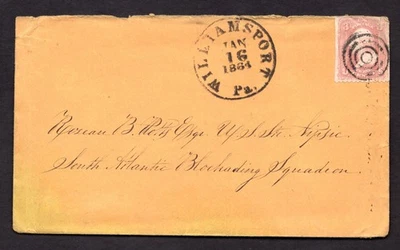 WILLIAMSPORT
JAN
16
1864
Pa.
B. Esqr U.S. Str. Nipsic
South Atlantic Blockading Squadron